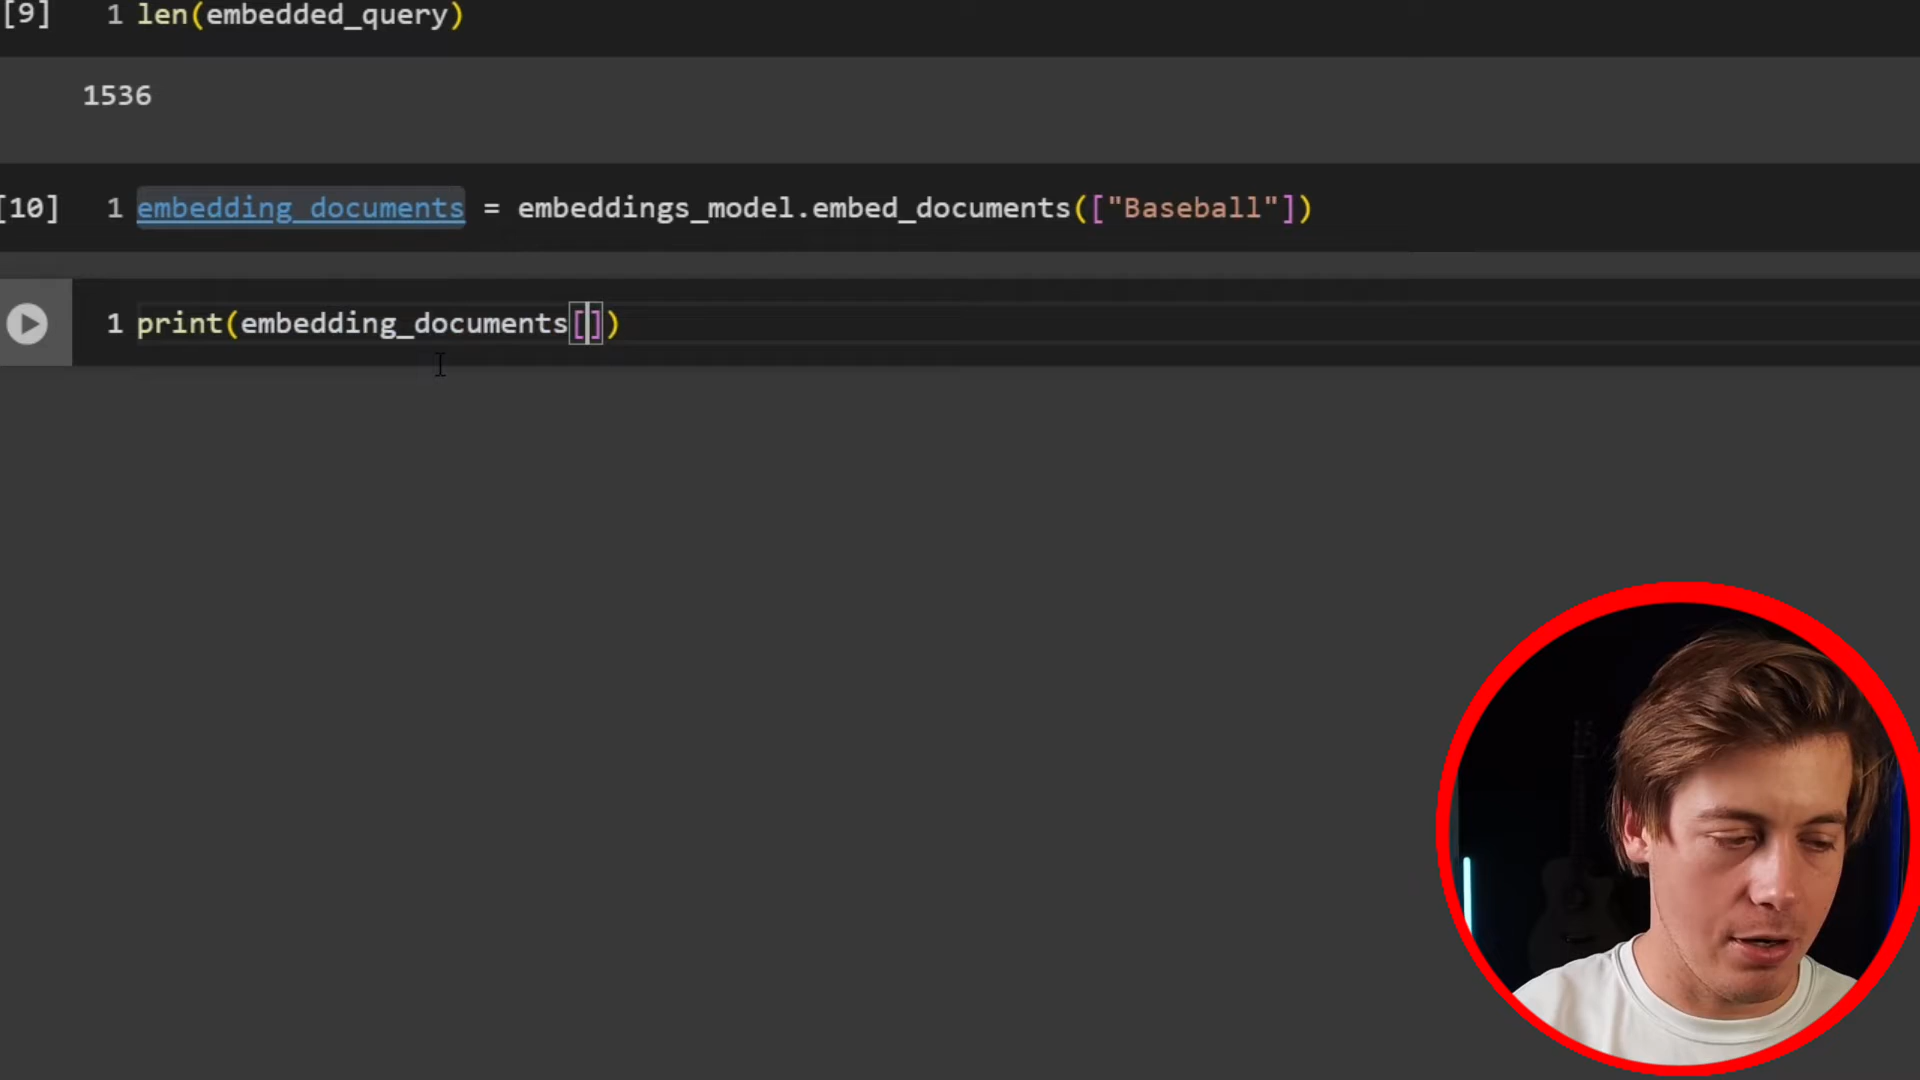 [9] 1 len(embedded_query)
1536
[10] 1 embedding_documents = embeddings_model.embed_documents(["Baseball"])
1 print(embedding_documents[])